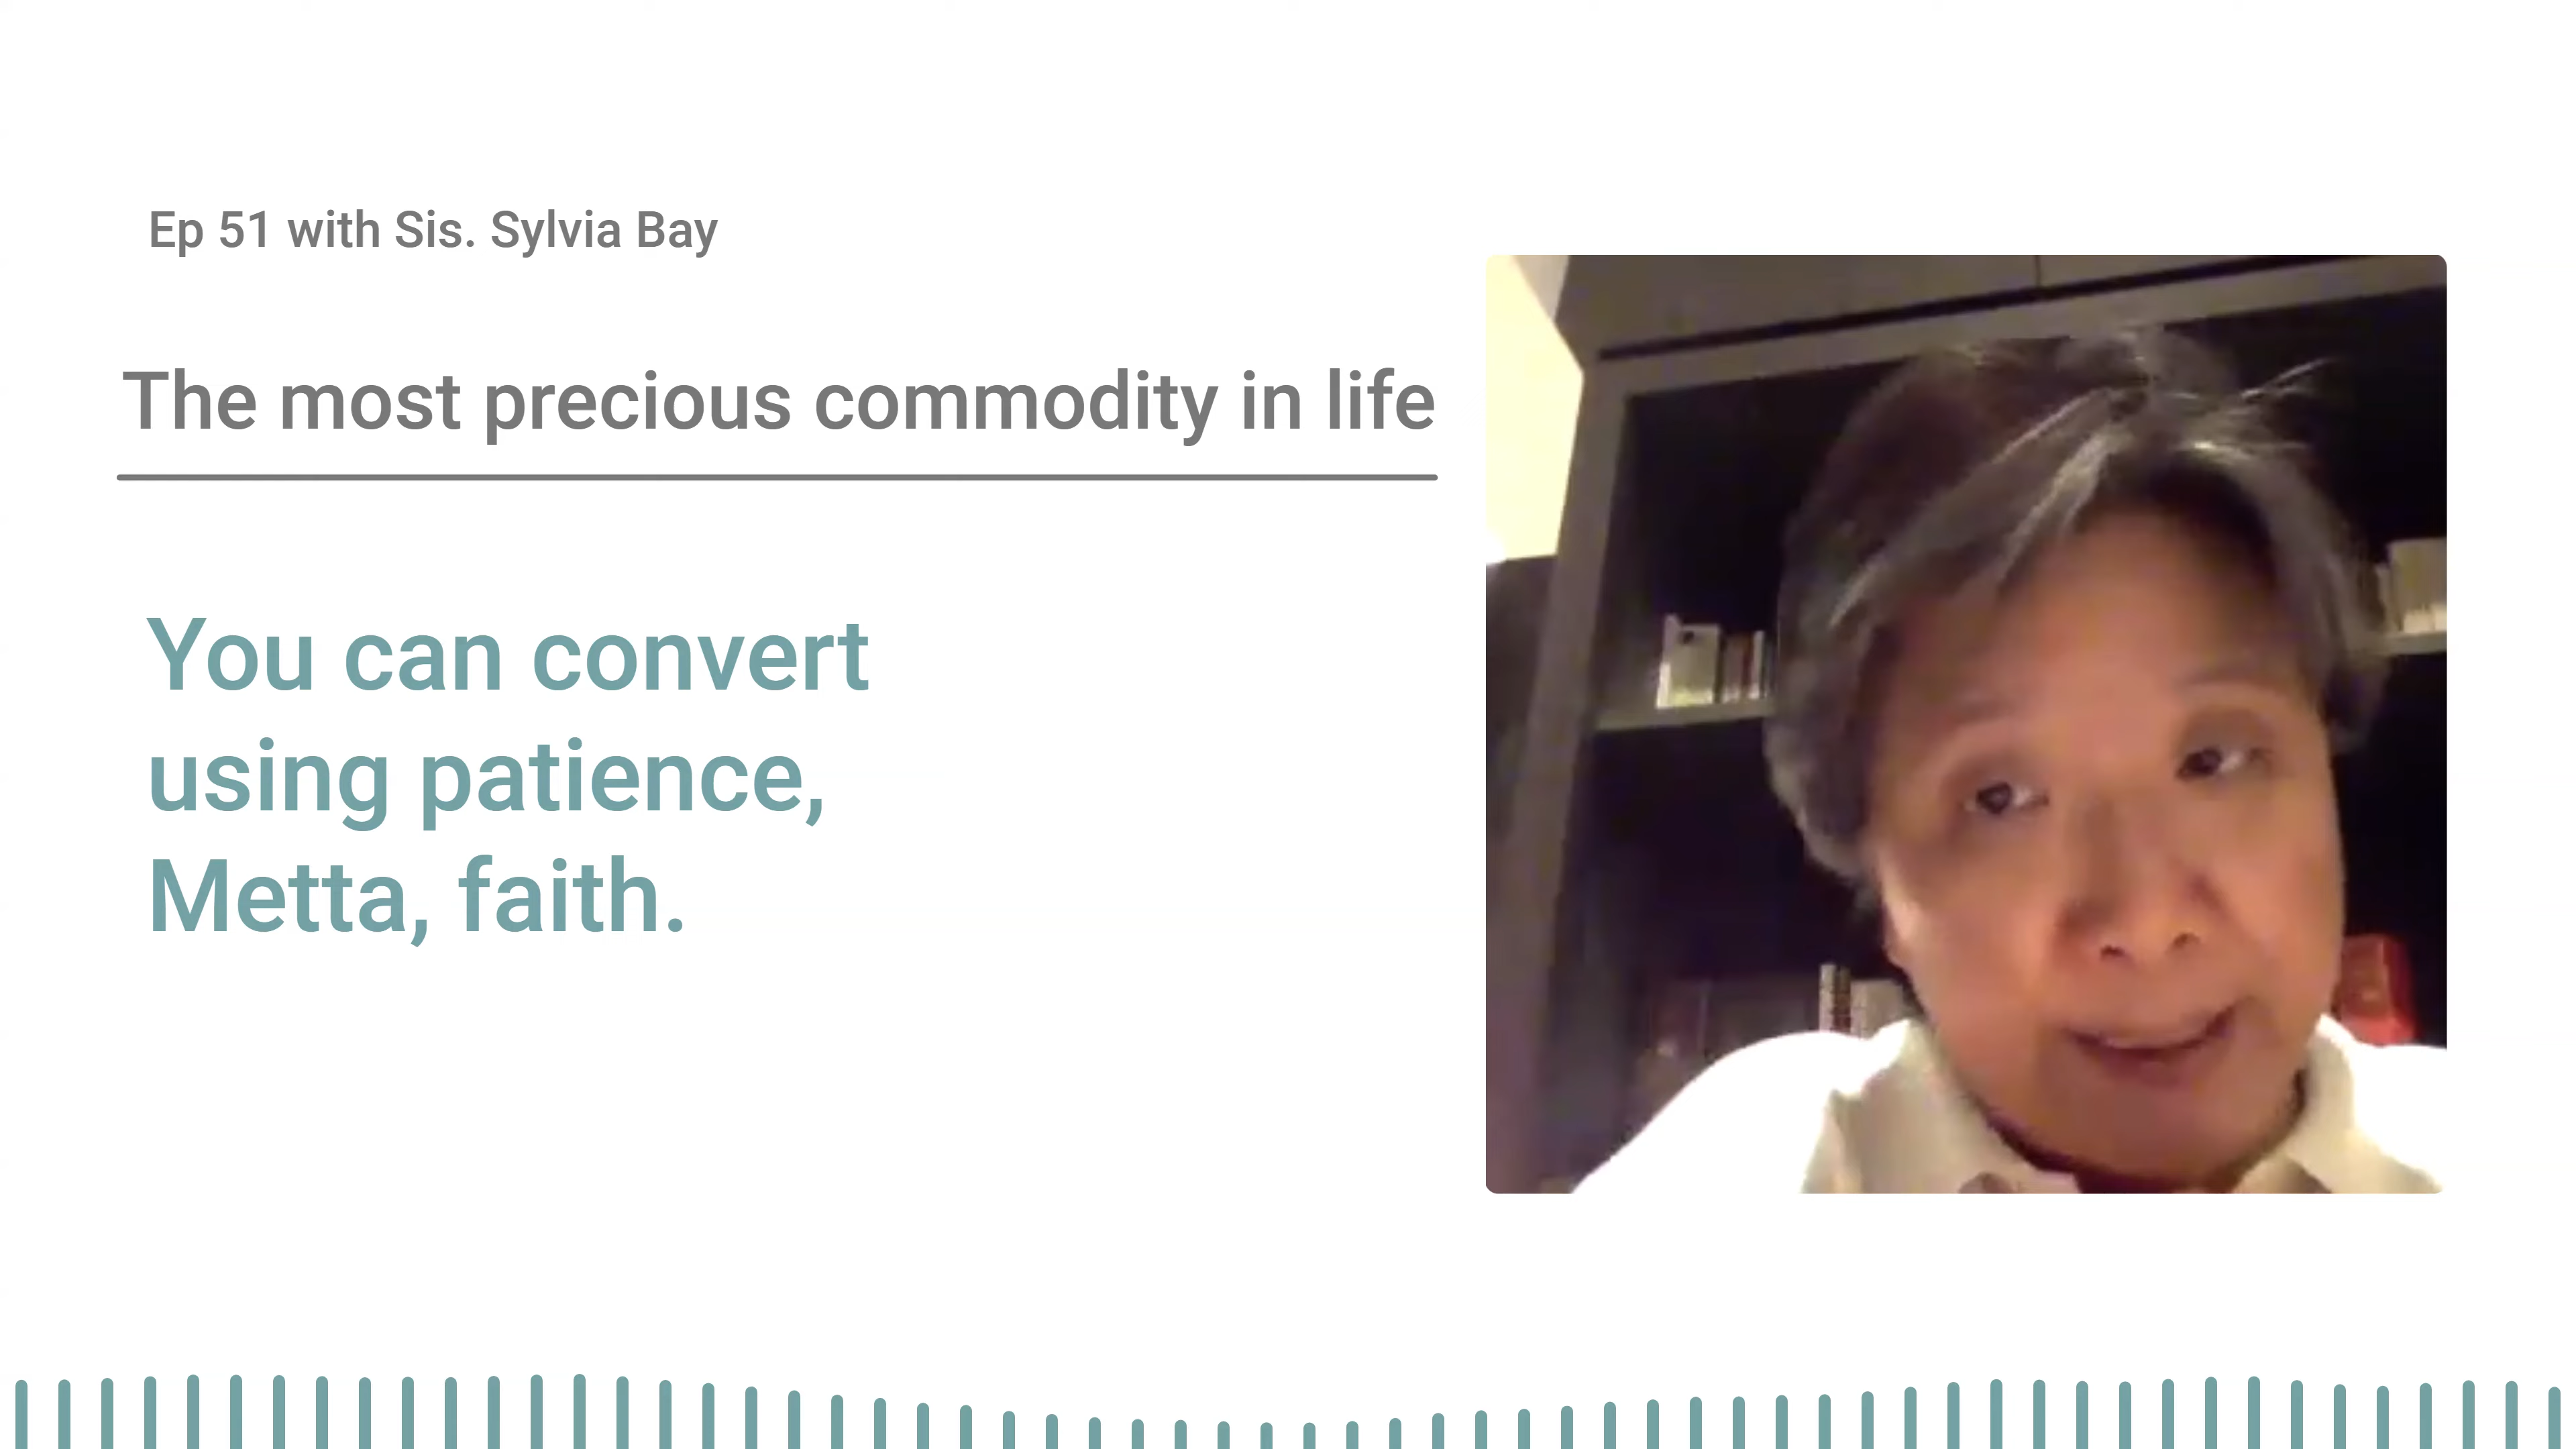 Ep 51 with Sis. Sylvia Bay
The most precious commodity in life
You can convert
using patience,
Metta, faith.